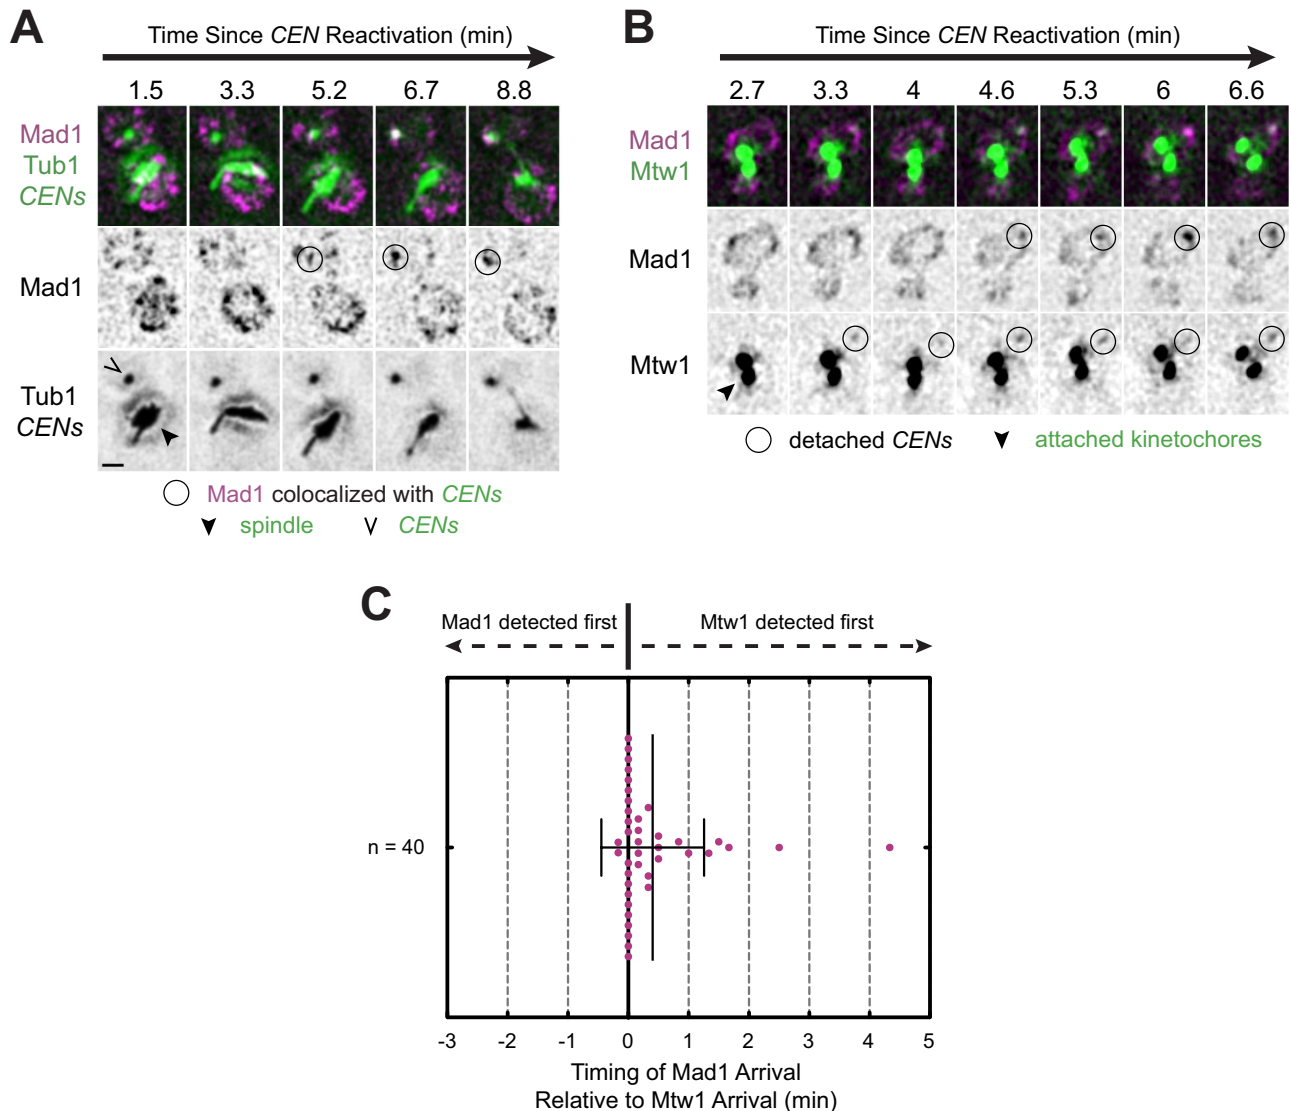 A
Time Since CEN Reactivation (min)
1.5 3.3 5.2 6.7 8.8
Mad1
Tub1
CENs
Mad1
Tub1
CENs
Mad1 colocalized with CENs
spindle CENs
B
Time Since CEN Reactivation (min)
2.7 3.3 4 4.6 5.3 6 6.6
Mad1
Mtw1
Mad1
Mtw1
detached CENs attached kinetochores
C
Mad1 detected first Mtw1 detected first
n = 40
-3 -2 -1 0 1 2 3 4 5
Timing of Mad1 Arrival
Relative to Mtw1 Arrival (min)